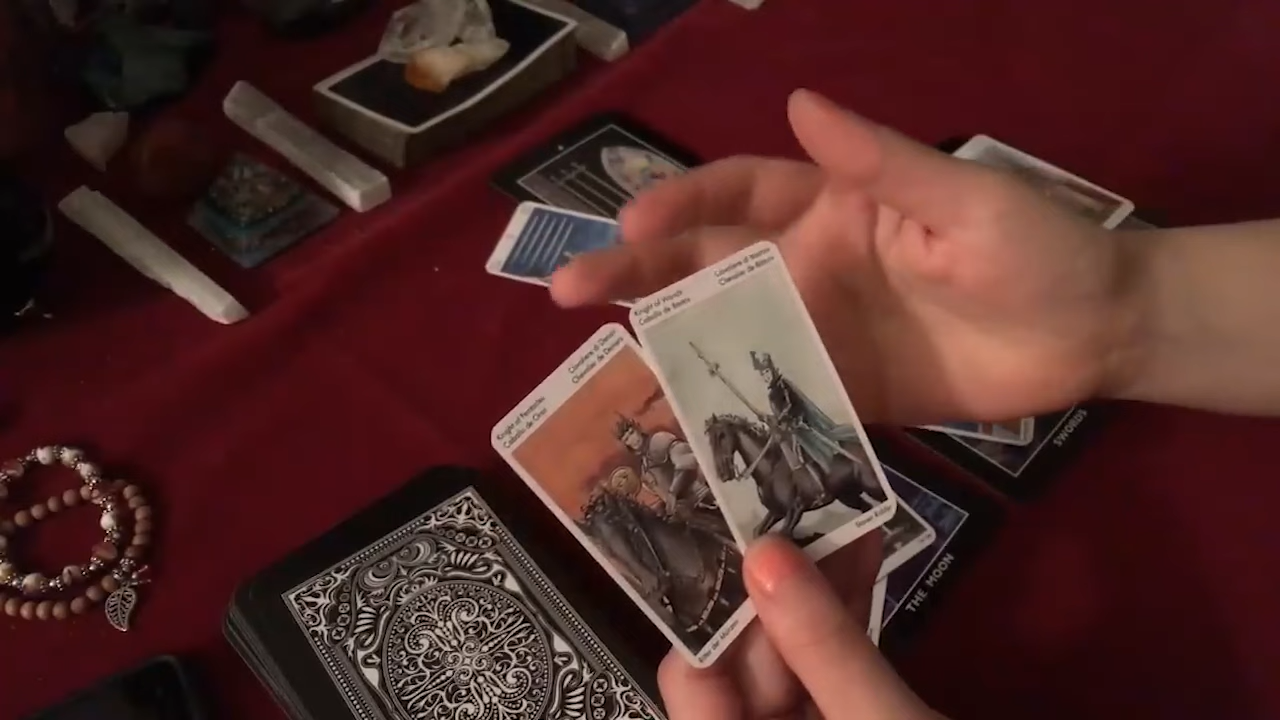 Knight of Wands
Caballo de Bastos
Cavaliere di Bastoni
Chevalier de Bâtons
Knight of Pentacles
Caballo de Oros
Cavaliere di Denari
Chevalier de Deniers
SWORDS
THE MOON